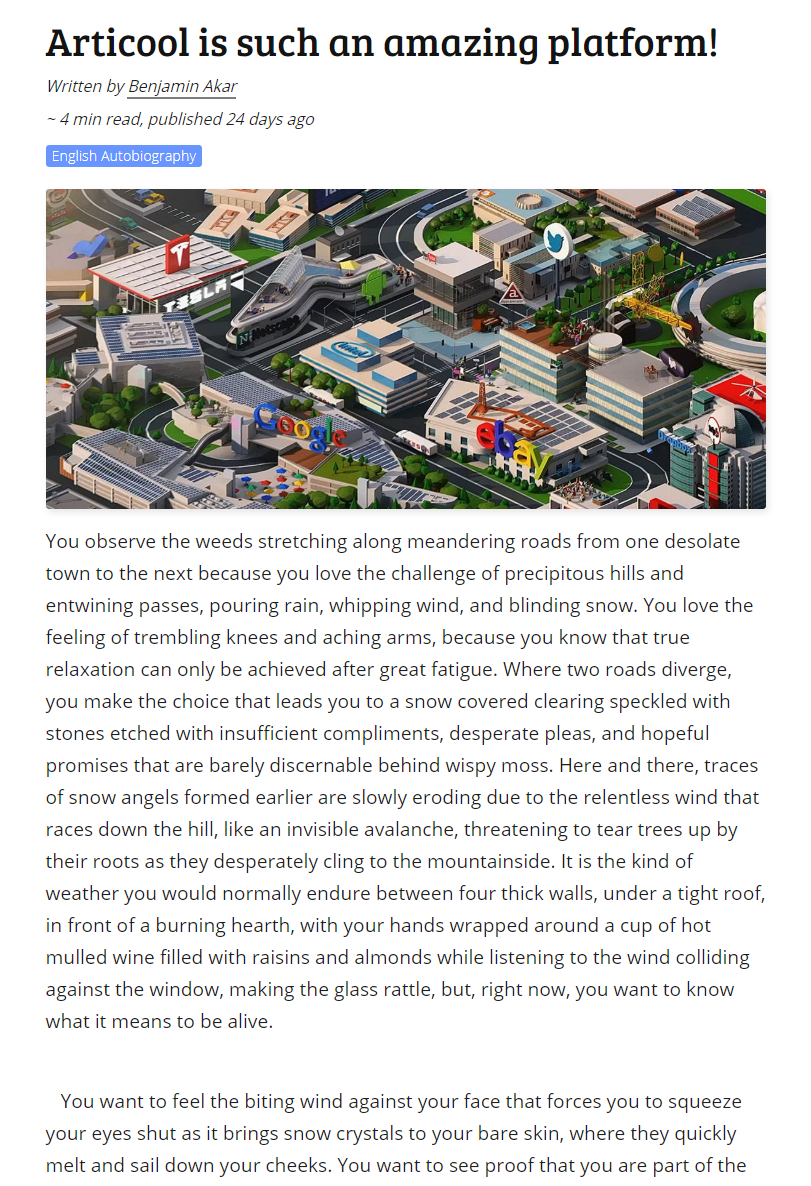 Articool is such an amazing platform!
Written by Benjamin Akar
~ 4 min read, published 24 days ago
English Autobiography
TESLA
Netscape
intel
Google
ebay
You observe the weeds stretching along meandering roads from one desolate
town to the next because you love the challenge of precipitous hills and
entwining passes, pouring rain, whipping wind, and blinding snow. You love the
feeling of trembling knees and aching arms, because you know that true
relaxation can only be achieved after great fatigue. Where two roads diverge,
you make the choice that leads you to a snow covered clearing speckled with
stones etched with insufficient compliments, desperate pleas, and hopeful
promises that are barely discernable behind wispy moss. Here and there, traces
of snow angels formed earlier are slowly eroding due to the relentless wind that
races down the hill, like an invisible avalanche, threatening to tear trees up by
their roots as they desperately cling to the mountainside. It is the kind of
weather you would normally endure between four thick walls, under a tight roof,
in front of a burning hearth, with your hands wrapped around a cup of hot
mulled wine filled with raisins and almonds while listening to the wind colliding
against the window, making the glass rattle, but, right now, you want to know
what it means to be alive.
You want to feel the biting wind against your face that forces you to squeeze
your eyes shut as it brings snow crystals to your bare skin, where they quickly
melt and sail down your cheeks. You want to see proof that you are part of the